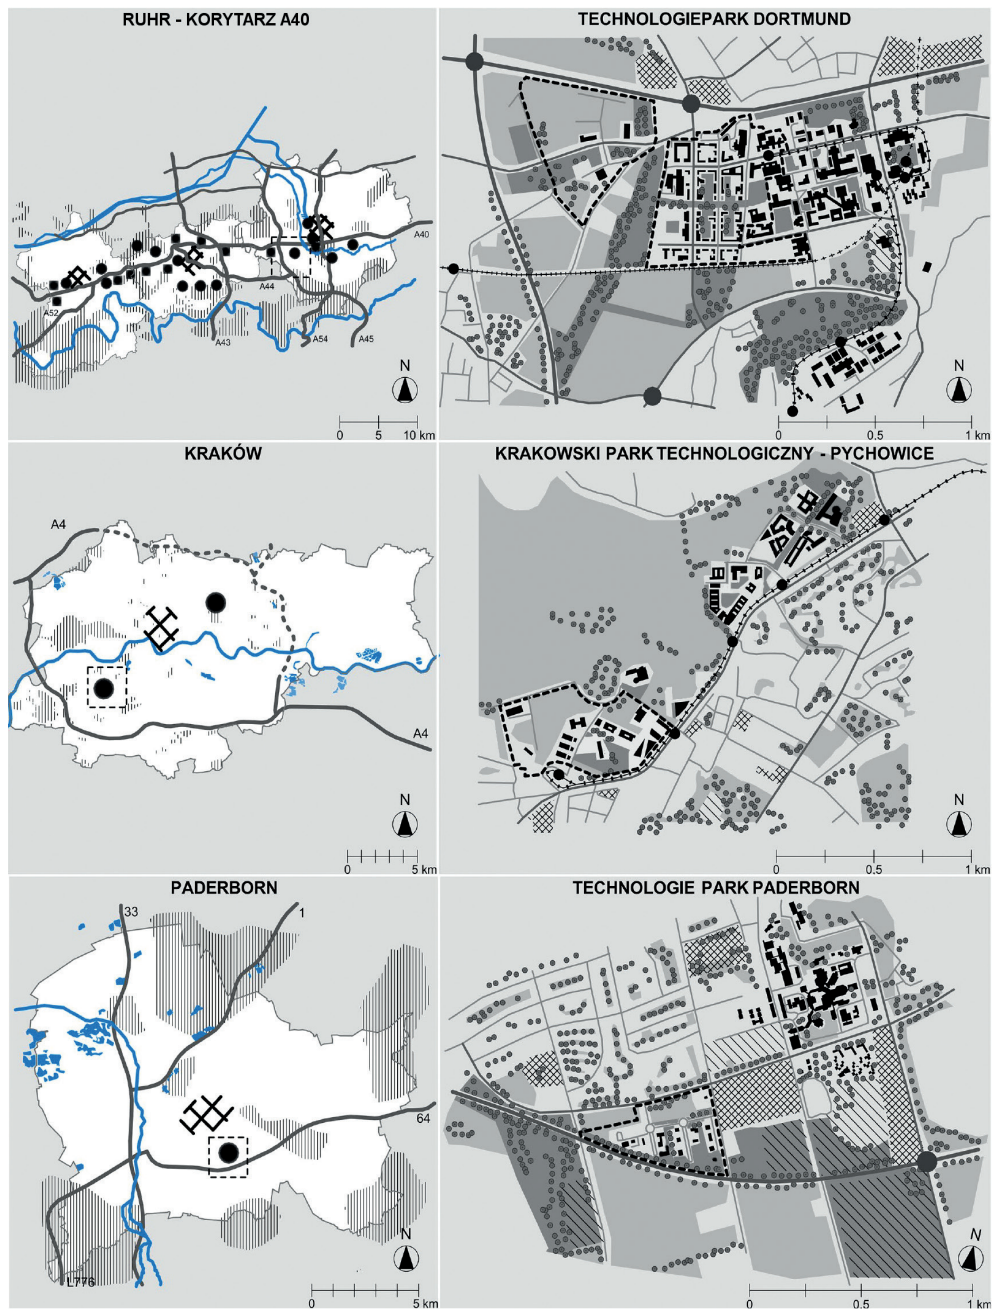 RUHR - KORYTARZ A40
A40
A44
A52
A43
A54
A45
N
0 5 10 km
TECHNOLOGIEPARK DORTMUND
N
0 0.5 1 km
KRAKÓW
A4
A4
N
0 5 km
KRAKOWSKI PARK TECHNOLOGICZNY - PYCHOWICE
N
0 0.5 1 km
PADERBORN
33
1
64
L776
N
0 5 km
TECHNOLOGIE PARK PADERBORN
N
0 0.5 1 km